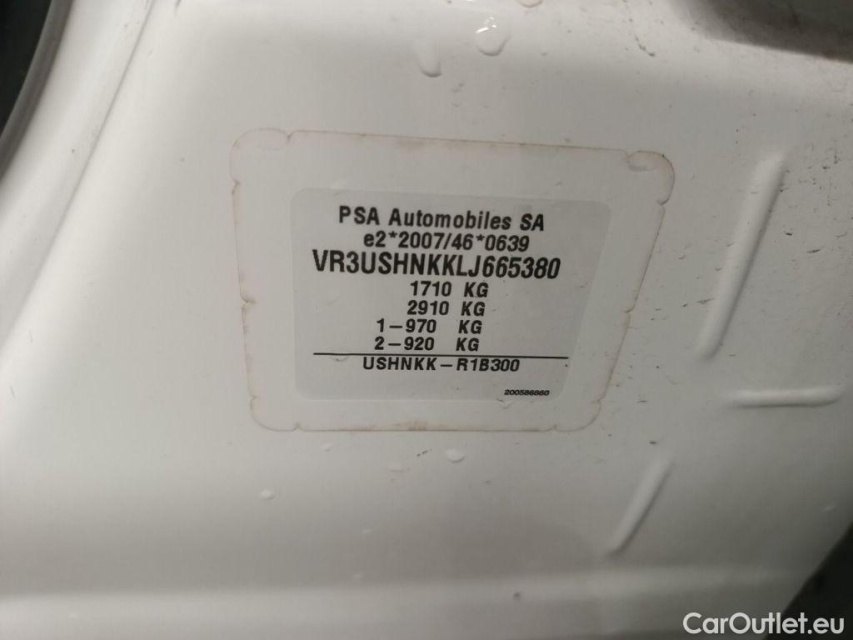 PSA Automobiles SA
e2*2007/46*0639
VR3USHNKKLJ665380
1710 KG
2910 KG
1-970 KG
2-920 KG
USHNKK-R1B300
200586860
CarOutlet.eu